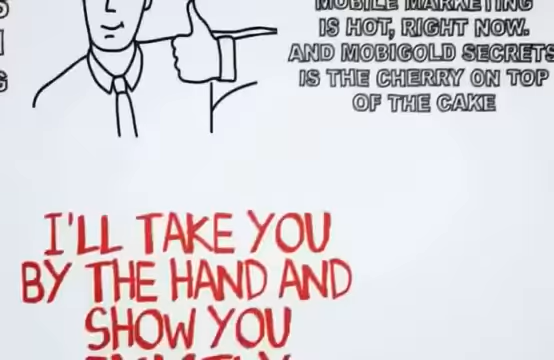 MOBILE MARKETING
IS HOT, RIGHT NOW.
AND MOBIGOLD SECRETS
IS THE CHERRY ON TOP
OF THE CAKE
I'LL TAKE YOU
BY THE HAND AND
SHOW YOU
EXACTLY